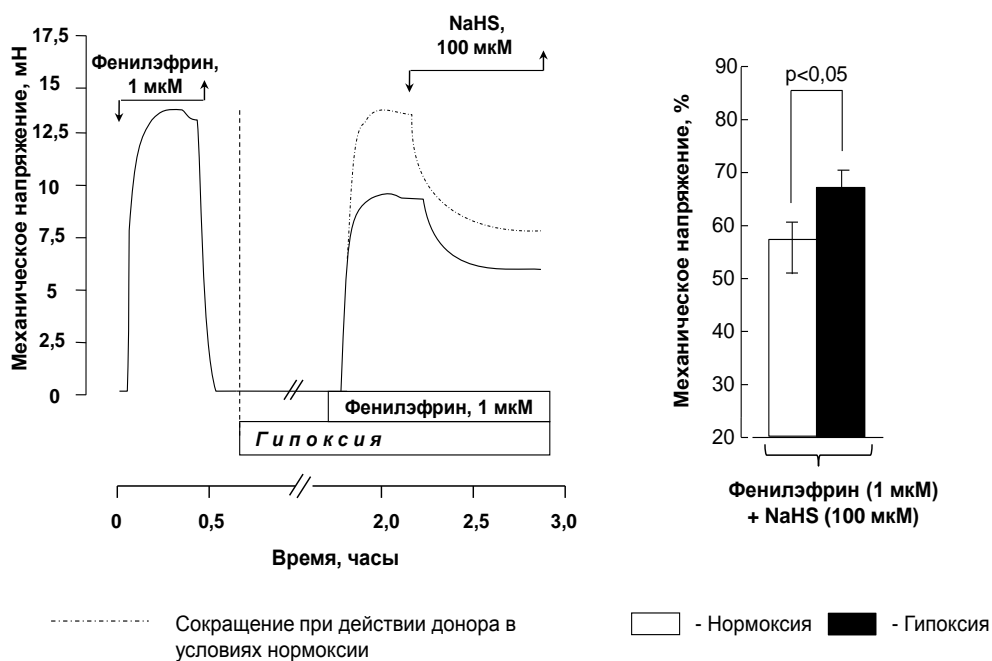 Механическое напряжение, мН
17,5
15
13,5
10
7,5
5
2,5
0
Фенилэфрин,
1 мкМ
NaHS,
100 мкМ
Фенилэфрин, 1 мкМ
Гипоксия
0
0,5
2,0
2,5
3,0
Время, часы
Механическое напряжение, %
90
80
70
60
50
40
30
20
p<0,05
Фенилэфрин (1 мкМ)
+ NaHS (100 мкМ)
Сокращение при действии донора в
условиях нормоксии
- Нормоксия
- Гипоксия